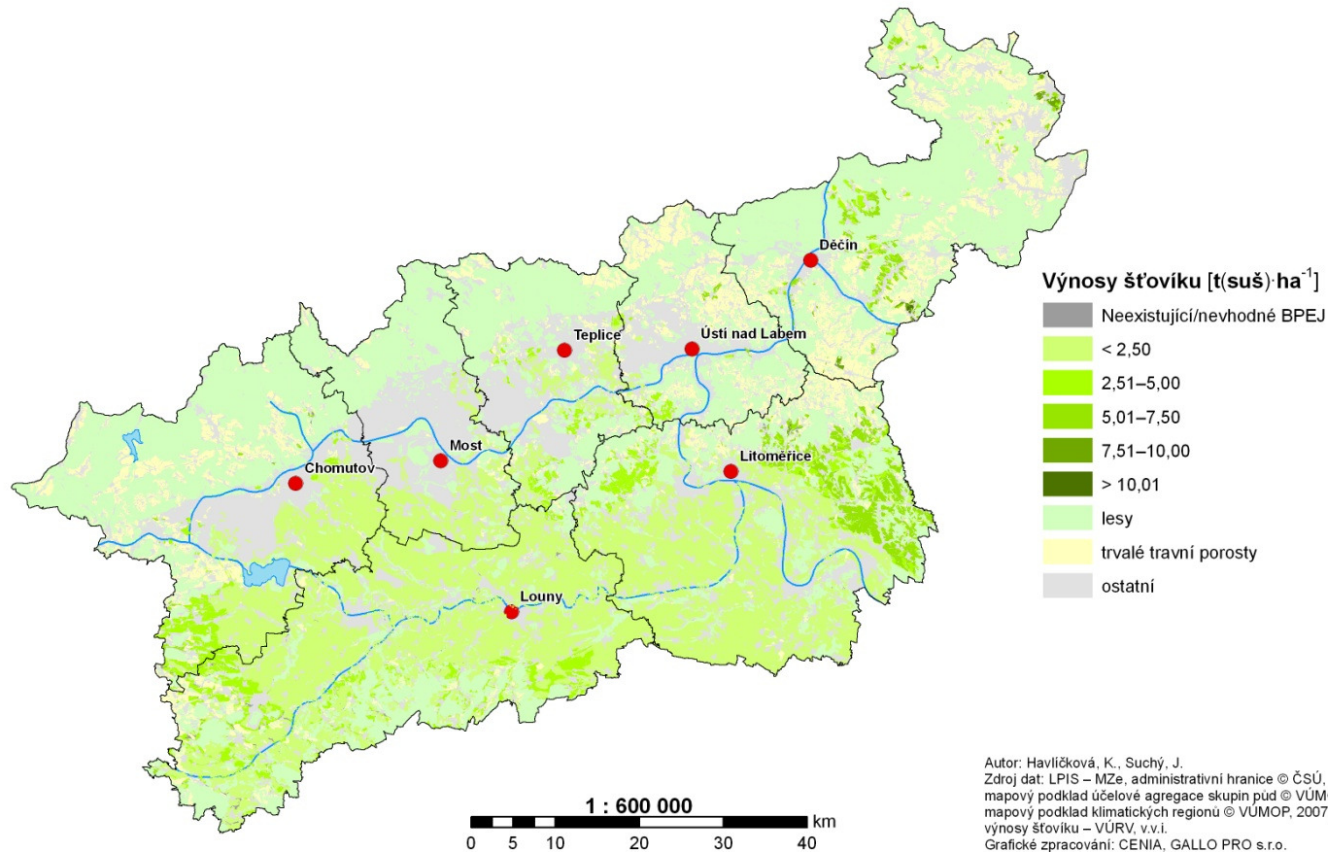 Děčín
Teplice
Ústí nad Labem
Most
Chomutov
Litoměřice
Louny
Výnosy šťovíku [t(suš)·ha⁻¹]
Neexistující/nevhodné BPEJ
< 2,50
2,51–5,00
5,01–7,50
7,51–10,00
> 10,01
lesy
trvalé travní porosty
ostatní
1 : 600 000
km
0 5 10 20 30 40
Autor: Havlíčková, K., Suchý, J.
Zdroj dat: LPIS – MZe, administrativní hranice © ČSÚ,
mapový podklad účelové agregace skupin půd © VÚM
mapový podklad klimatických regionů © VÚMOP, 2007
výnosy šťovíku – VÚRV, v.v.i.
Grafické zpracování: CENIA, GALLO PRO s.r.o.